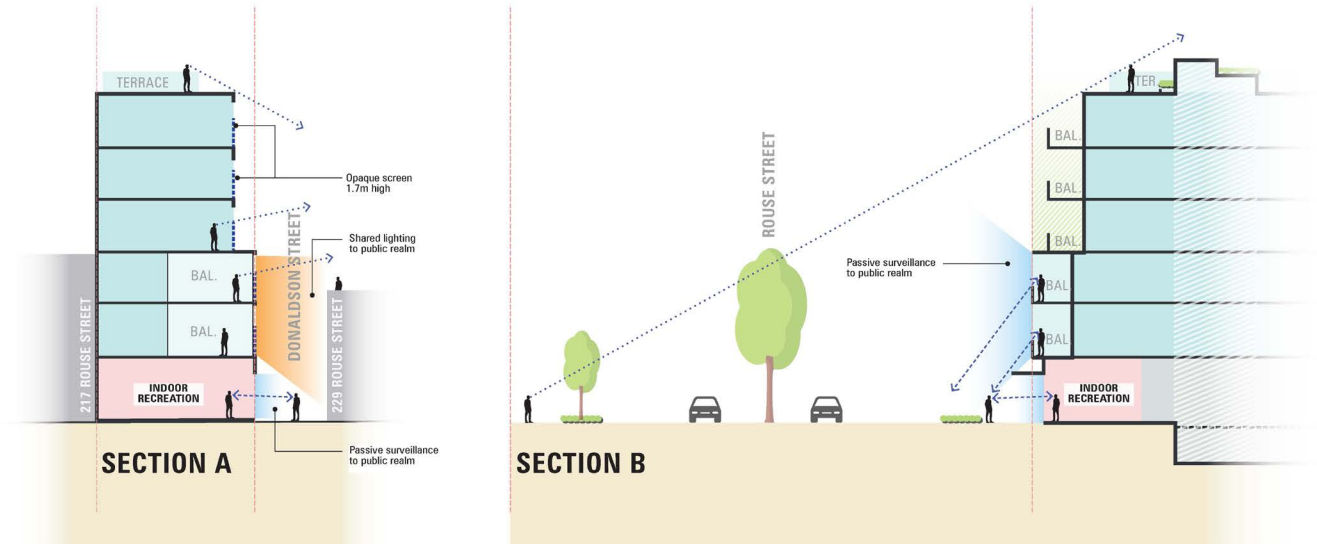 TERRACE
Opaque screen
1.7m high
Shared lighting
to public realm
BAL.
BAL.
DONALDSON STREET
217 ROUSE STREET
229 ROUSE STREET
INDOOR
RECREATION
Passive surveillance
to public realm
SECTION A
ROUSE STREET
TER
BAL.
BAL.
BAL.
BAL.
BAL.
Passive surveillance
to public realm
INDOOR
RECREATION
SECTION B